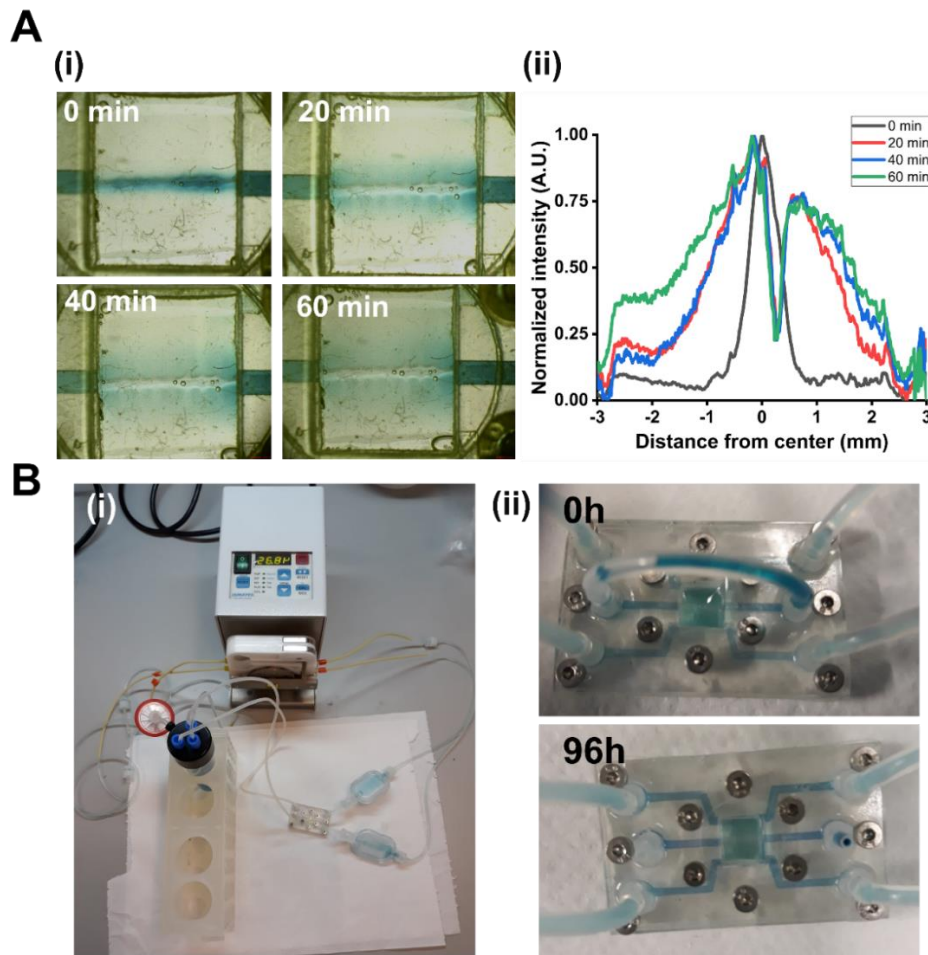 A
(i)
0 min
20 min
40 min
60 min
(ii)
Normalized intensity (A.U.)
1.00
0.75
0.50
0.25
0.00
0 min
20 min
40 min
60 min
-3
-2
-1
0
1
2
3
Distance from center (mm)
B
(i)
(ii)
0h
96h